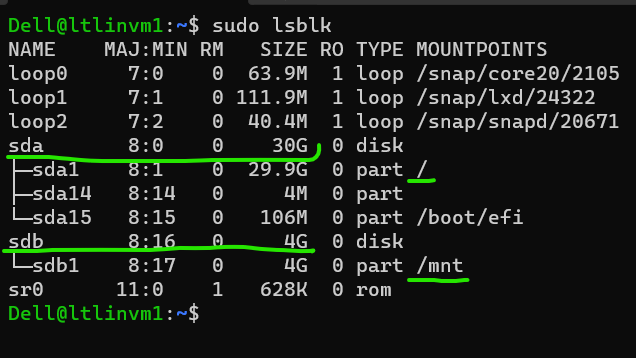 Dell@ltlinvm1:~$ sudo lsblk
NAME    MAJ:MIN RM   SIZE RO TYPE MOUNTPOINTS
loop0     7:0    0  63.9M  1 loop /snap/core20/2105
loop1     7:1    0 111.9M  1 loop /snap/lxd/24322
loop2     7:2    0  40.4M  1 loop /snap/snapd/20671
sda       8:0    0    30G  0 disk
├─sda1    8:1    0  29.9G  0 part /
├─sda14   8:14   0     4M  0 part
└─sda15   8:15   0   106M  0 part /boot/efi
sdb       8:16   0     4G  0 disk
└─sdb1    8:17   0     4G  0 part /mnt
sr0      11:0    1   628K  0 rom
Dell@ltlinvm1:~$